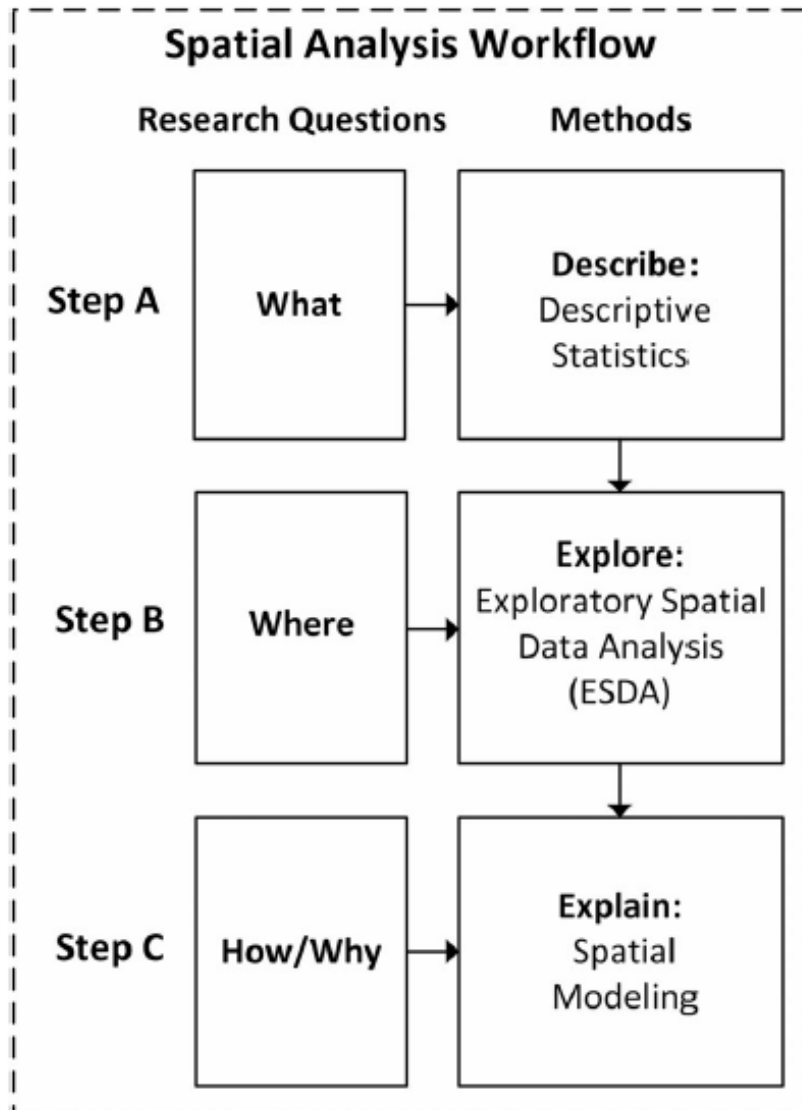 Spatial Analysis Workflow
Research Questions
Methods
Step A
What
Describe:
Descriptive
Statistics
Step B
Where
Explore:
Exploratory Spatial
Data Analysis
(ESDA)
Step C
How/Why
Explain:
Spatial
Modeling